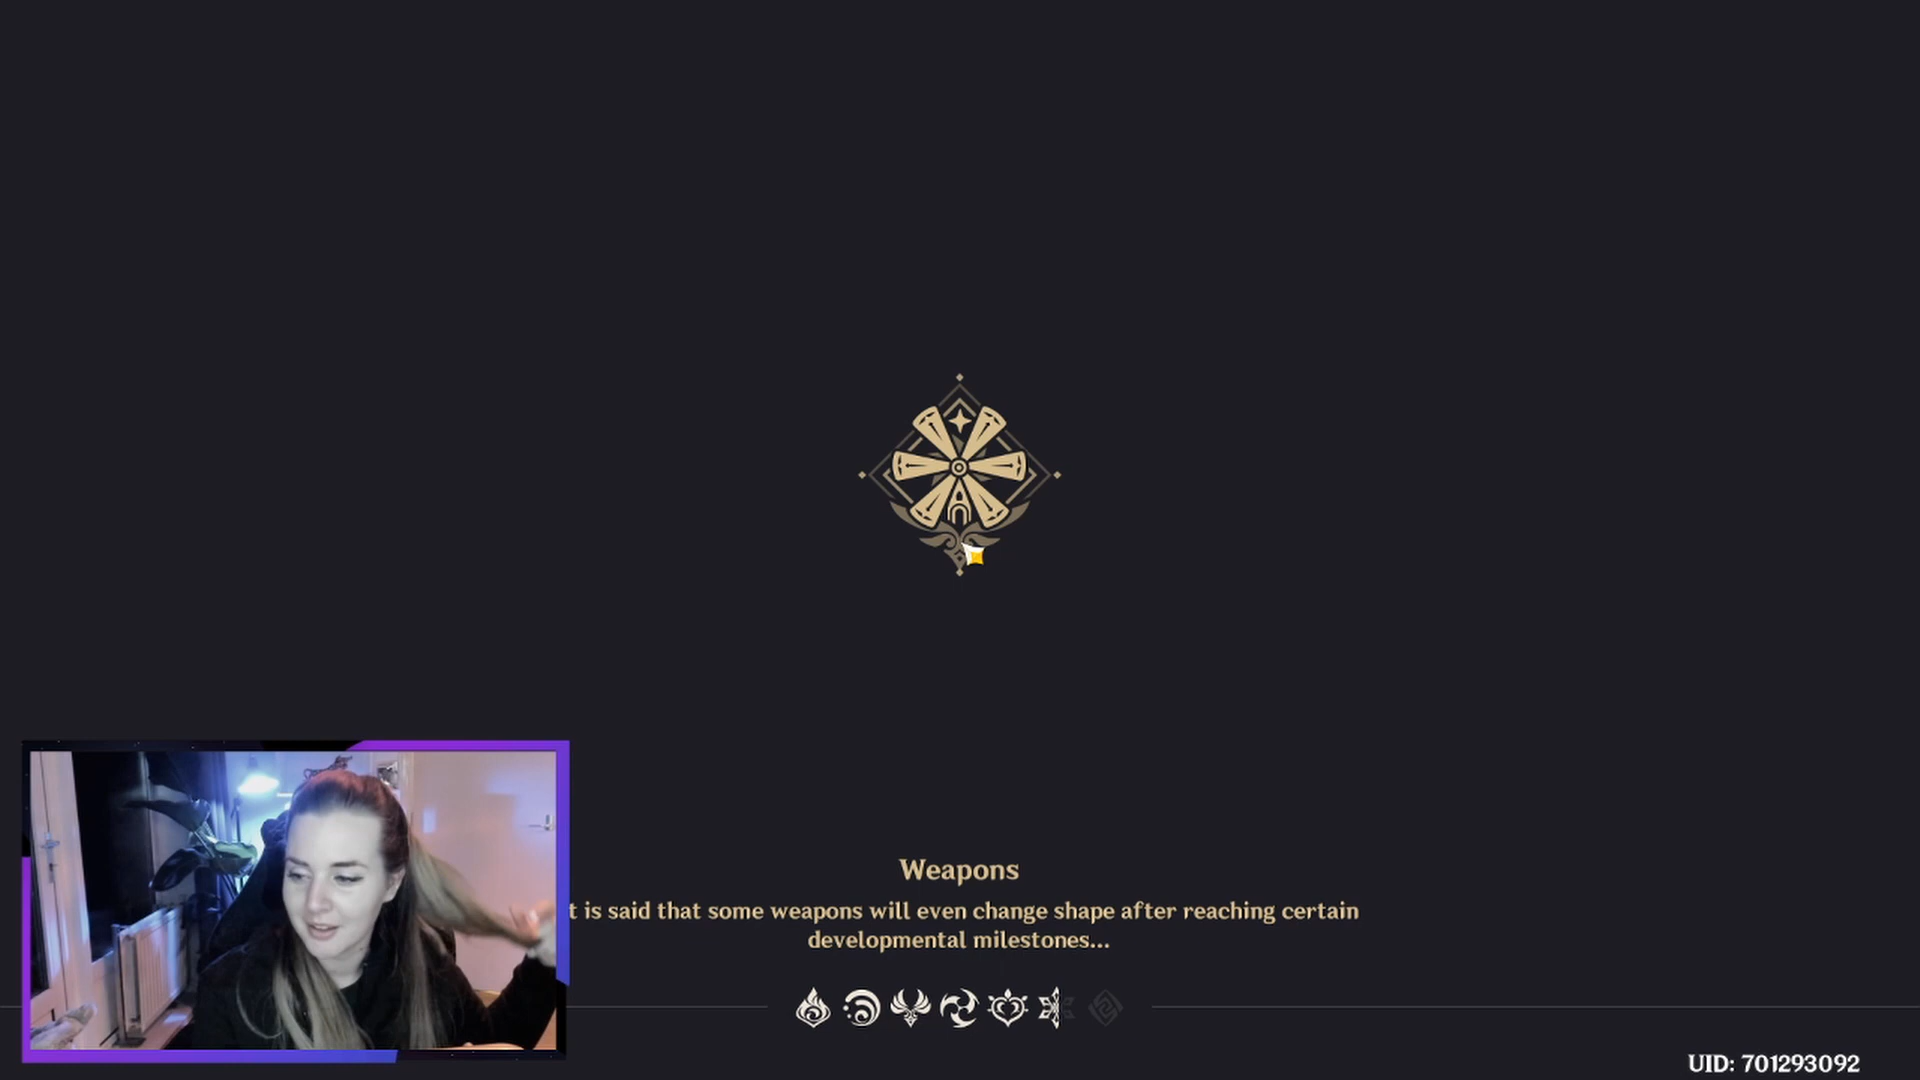 Weapons
t is said that some weapons will even change shape after reaching certain
developmental milestones...
UID: 701293092